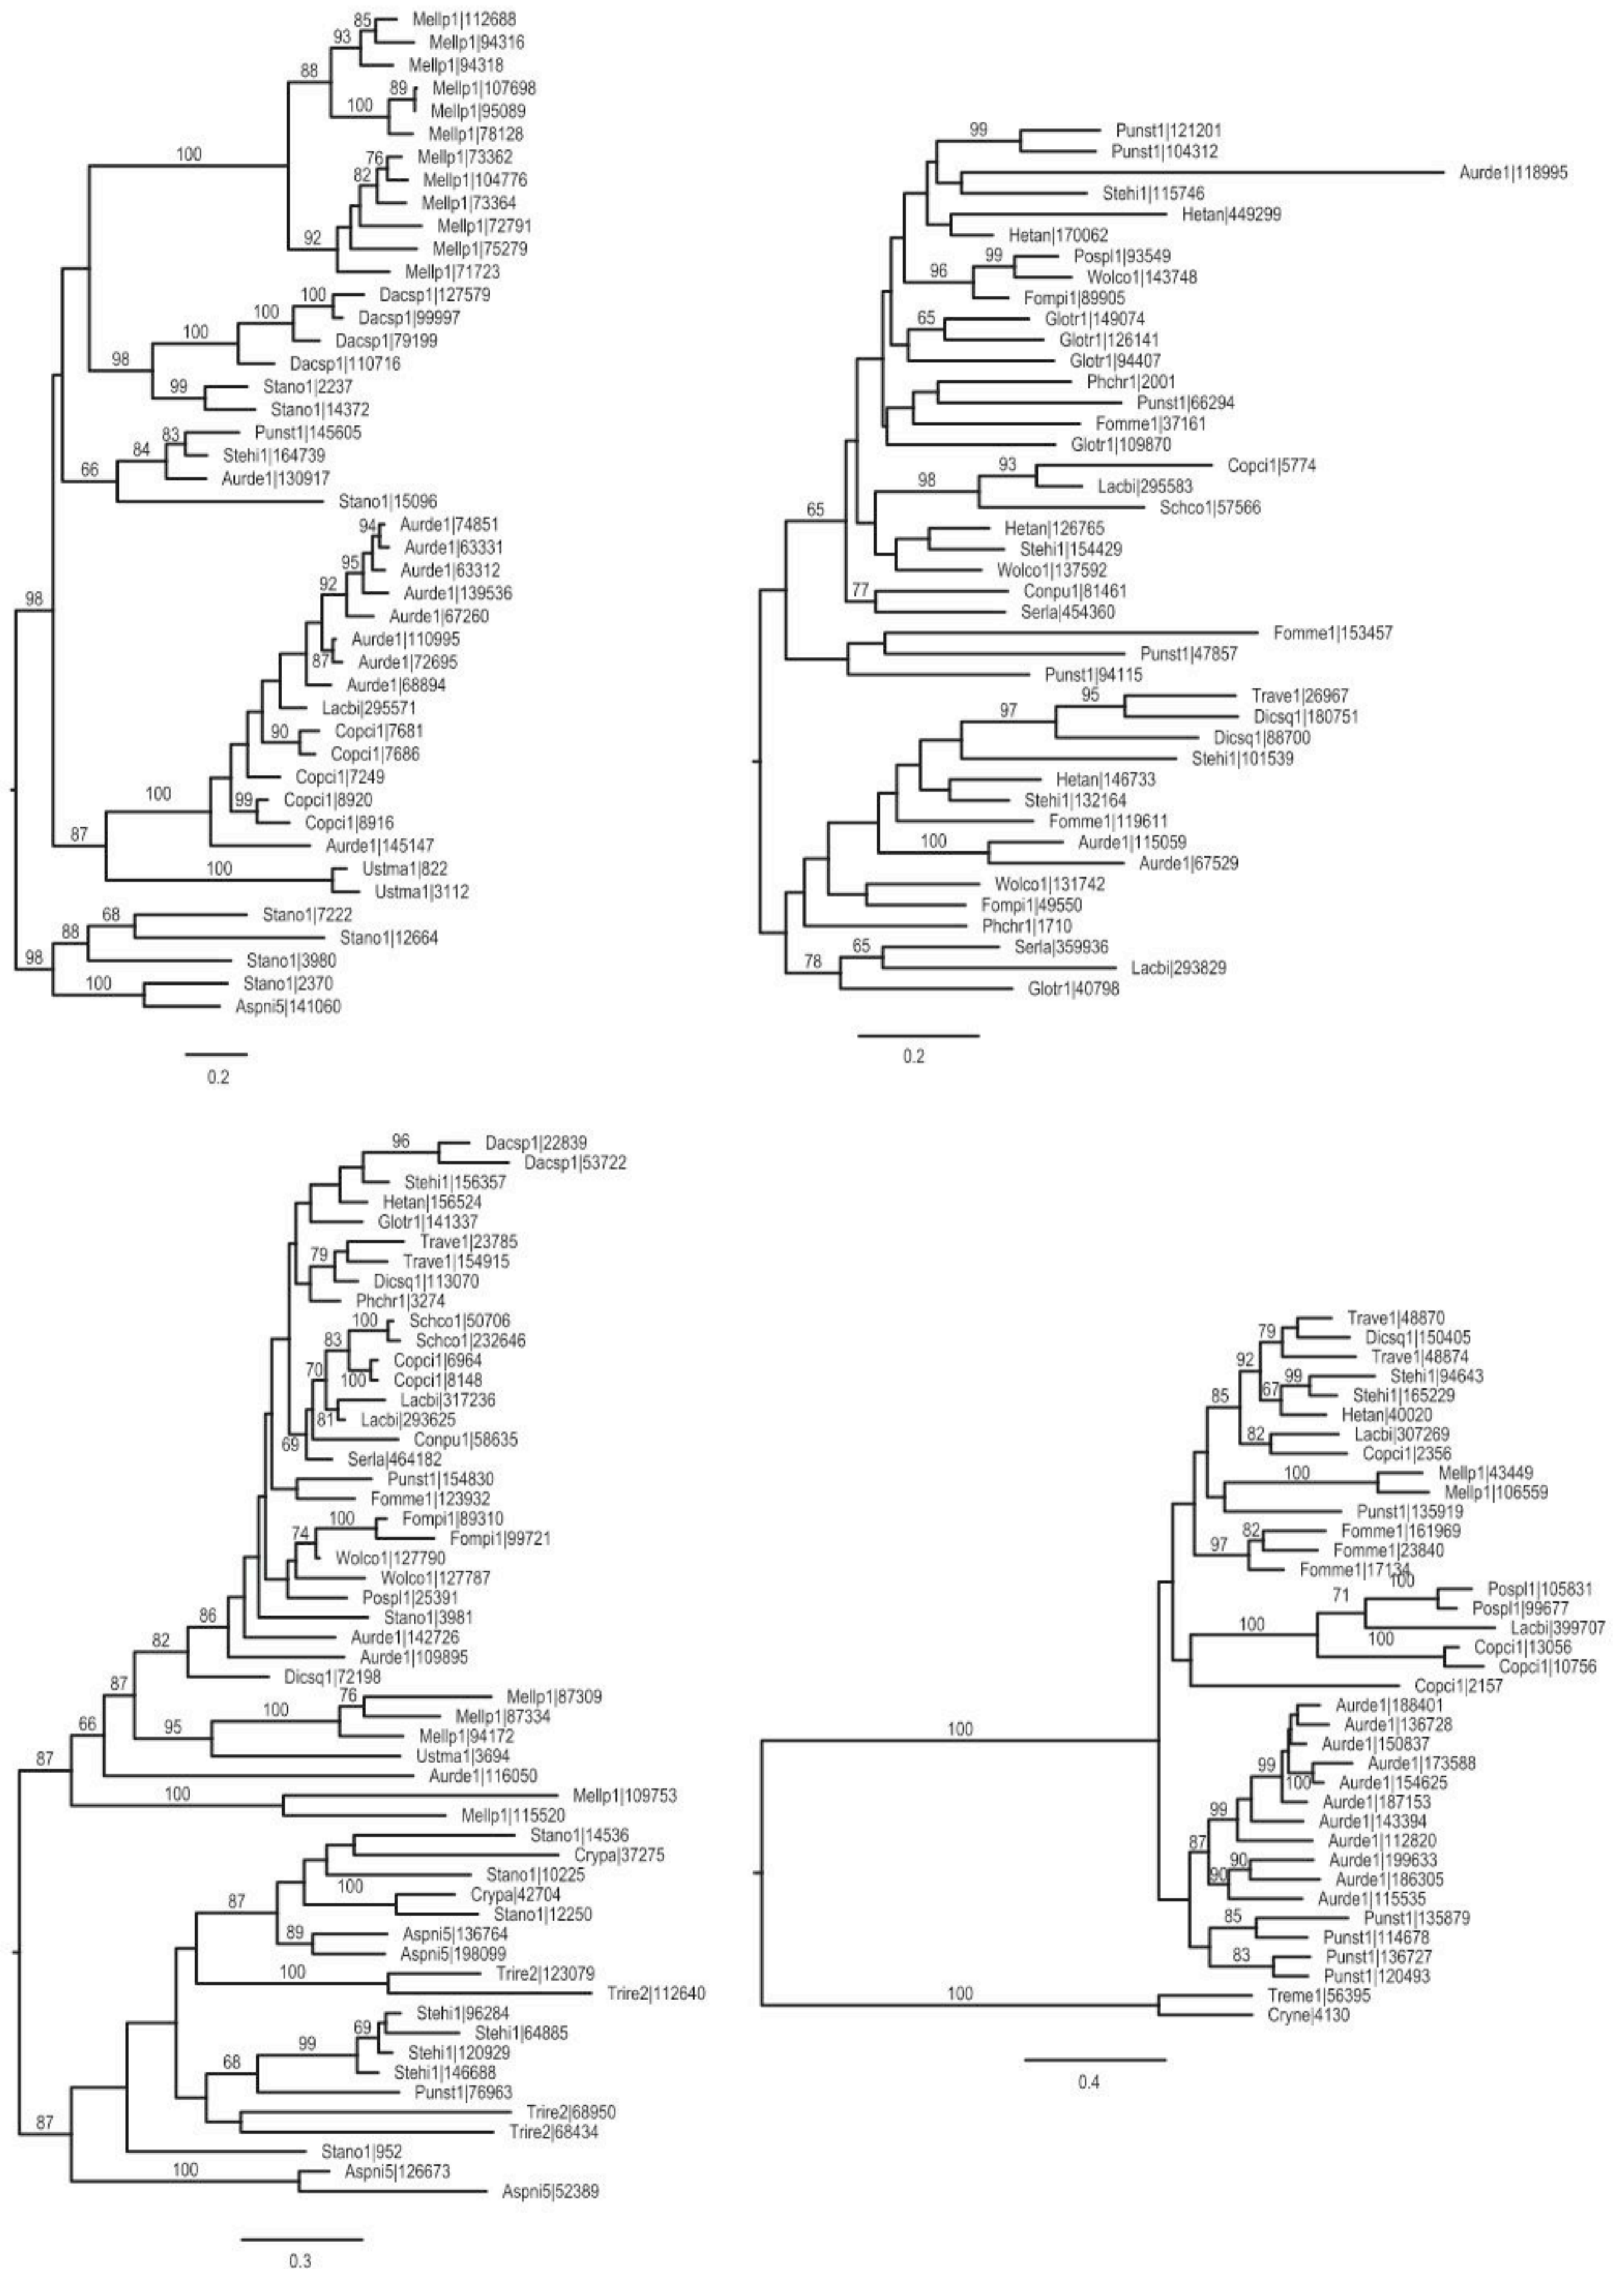 85
Mellp1|112688
93
Mellp1|94316
Mellp1|94318
88
89
Mellp1|107698
100
Mellp1|95089
Mellp1|78128
100
76
Mellp1|73362
82
Mellp1|104776
Mellp1|73364
Mellp1|72791
92
Mellp1|75279
Mellp1|71723
100
Dacsp1|127579
100
Dacsp1|99997
100
Dacsp1|79199
98
Dacsp1|110716
99
Stano1|2237
Stano1|14372
83
Punst1|145605
84
Stehi1|164739
66
Aurde1|130917
Stano1|15096
94
Aurde1|74851
Aurde1|63331
95
Aurde1|63312
92
Aurde1|139536
98
Aurde1|67260
Aurde1|110995
87
Aurde1|72695
Aurde1|68894
Lacbi|295571
90
Copci1|7681
Copci1|7686
Copci1|7249
100
99
Copci1|8920
Copci1|8916
87
Aurde1|145147
100
Ustma1|822
Ustma1|3112
68
Stano1|7222
88
Stano1|12664
98
Stano1|3980
100
Stano1|2370
Aspni5|141060
0.2
99
Punst1|121201
Punst1|104312
Aurde1|118995
Stehi1|115746
Hetan|449299
Hetan|170062
99
Pospl1|93549
96
Wolco1|143748
Fompi1|89905
65
Glotr1|149074
Glotr1|126141
Glotr1|94407
Phchr1|2001
Punst1|66294
Fomme1|37161
Glotr1|109870
93
Copci1|5774
98
Lacbi|295583
Schco1|57566
65
Hetan|126765
Stehi1|154429
Wolco1|137592
77
Conpu1|81461
Serla|454360
Fomme1|153457
Punst1|47857
Punst1|94115
95
Trave1|26967
97
Dicsq1|180751
Dicsq1|88700
Stehi1|101539
Hetan|146733
Stehi1|132164
Fomme1|119611
100
Aurde1|115059
Aurde1|67529
Wolco1|131742
Fompi1|49550
Phchr1|1710
65
Serla|359936
78
Lacbi|293829
Glotr1|40798
0.2
96
Dacsp1|22839
Dacsp1|53722
Stehi1|156357
Hetan|156524
Glotr1|141337
Trave1|23785
79
Trave1|154915
Dicsq1|113070
Phchr1|3274
100
Schco1|50706
83
Schco1|232646
70
Copci1|6964
100
Copci1|8148
Lacbi|317236
81
Lacbi|293625
69
Conpu1|58635
Serla|464182
Punst1|154830
Fomme1|123932
100
Fompi1|89310
74
Fompi1|99721
Wolco1|127790
Wolco1|127787
Pospl1|25391
86
Stano1|3981
82
Aurde1|142726
Aurde1|109895
87
Dicsq1|72198
76
Mellp1|87309
100
Mellp1|87334
66
95
Mellp1|94172
Ustma1|3694
87
Aurde1|116050
100
Mellp1|109753
Mellp1|115520
Stano1|14536
Crypa|37275
Stano1|10225
100
Crypa|42704
87
Stano1|12250
89
Aspni5|136764
Aspni5|198099
100
Trire2|123079
Trire2|112640
Stehi1|96284
69
Stehi1|64885
99
Stehi1|120929
68
Stehi1|146688
Punst1|76963
Trire2|68950
87
Trire2|68434
Stano1|952
100
Aspni5|126673
Aspni5|52389
0.3
Trave1|48870
79
Dicsq1|150405
92
Trave1|48874
99
Stehi1|94643
67
Stehi1|165229
85
Hetan|40020
82
Lacbi|307269
Copci1|2356
100
Mellp1|43449
Mellp1|106559
Punst1|135919
82
Fomme1|161969
97
Fomme1|23840
Fomme1|17134
100
Pospl1|105831
71
Pospl1|99677
100
Lacbi|399707
100
Copci1|13056
Copci1|10756
Copci1|2157
Aurde1|188401
Aurde1|136728
100
Aurde1|150837
99
Aurde1|173588
100
Aurde1|154625
Aurde1|187153
99
Aurde1|143394
87
Aurde1|112820
90
Aurde1|199633
90
Aurde1|186305
Aurde1|115535
85
Punst1|135879
Punst1|114678
83
Punst1|136727
Punst1|120493
100
Treme1|56395
Cryne|4130
0.4